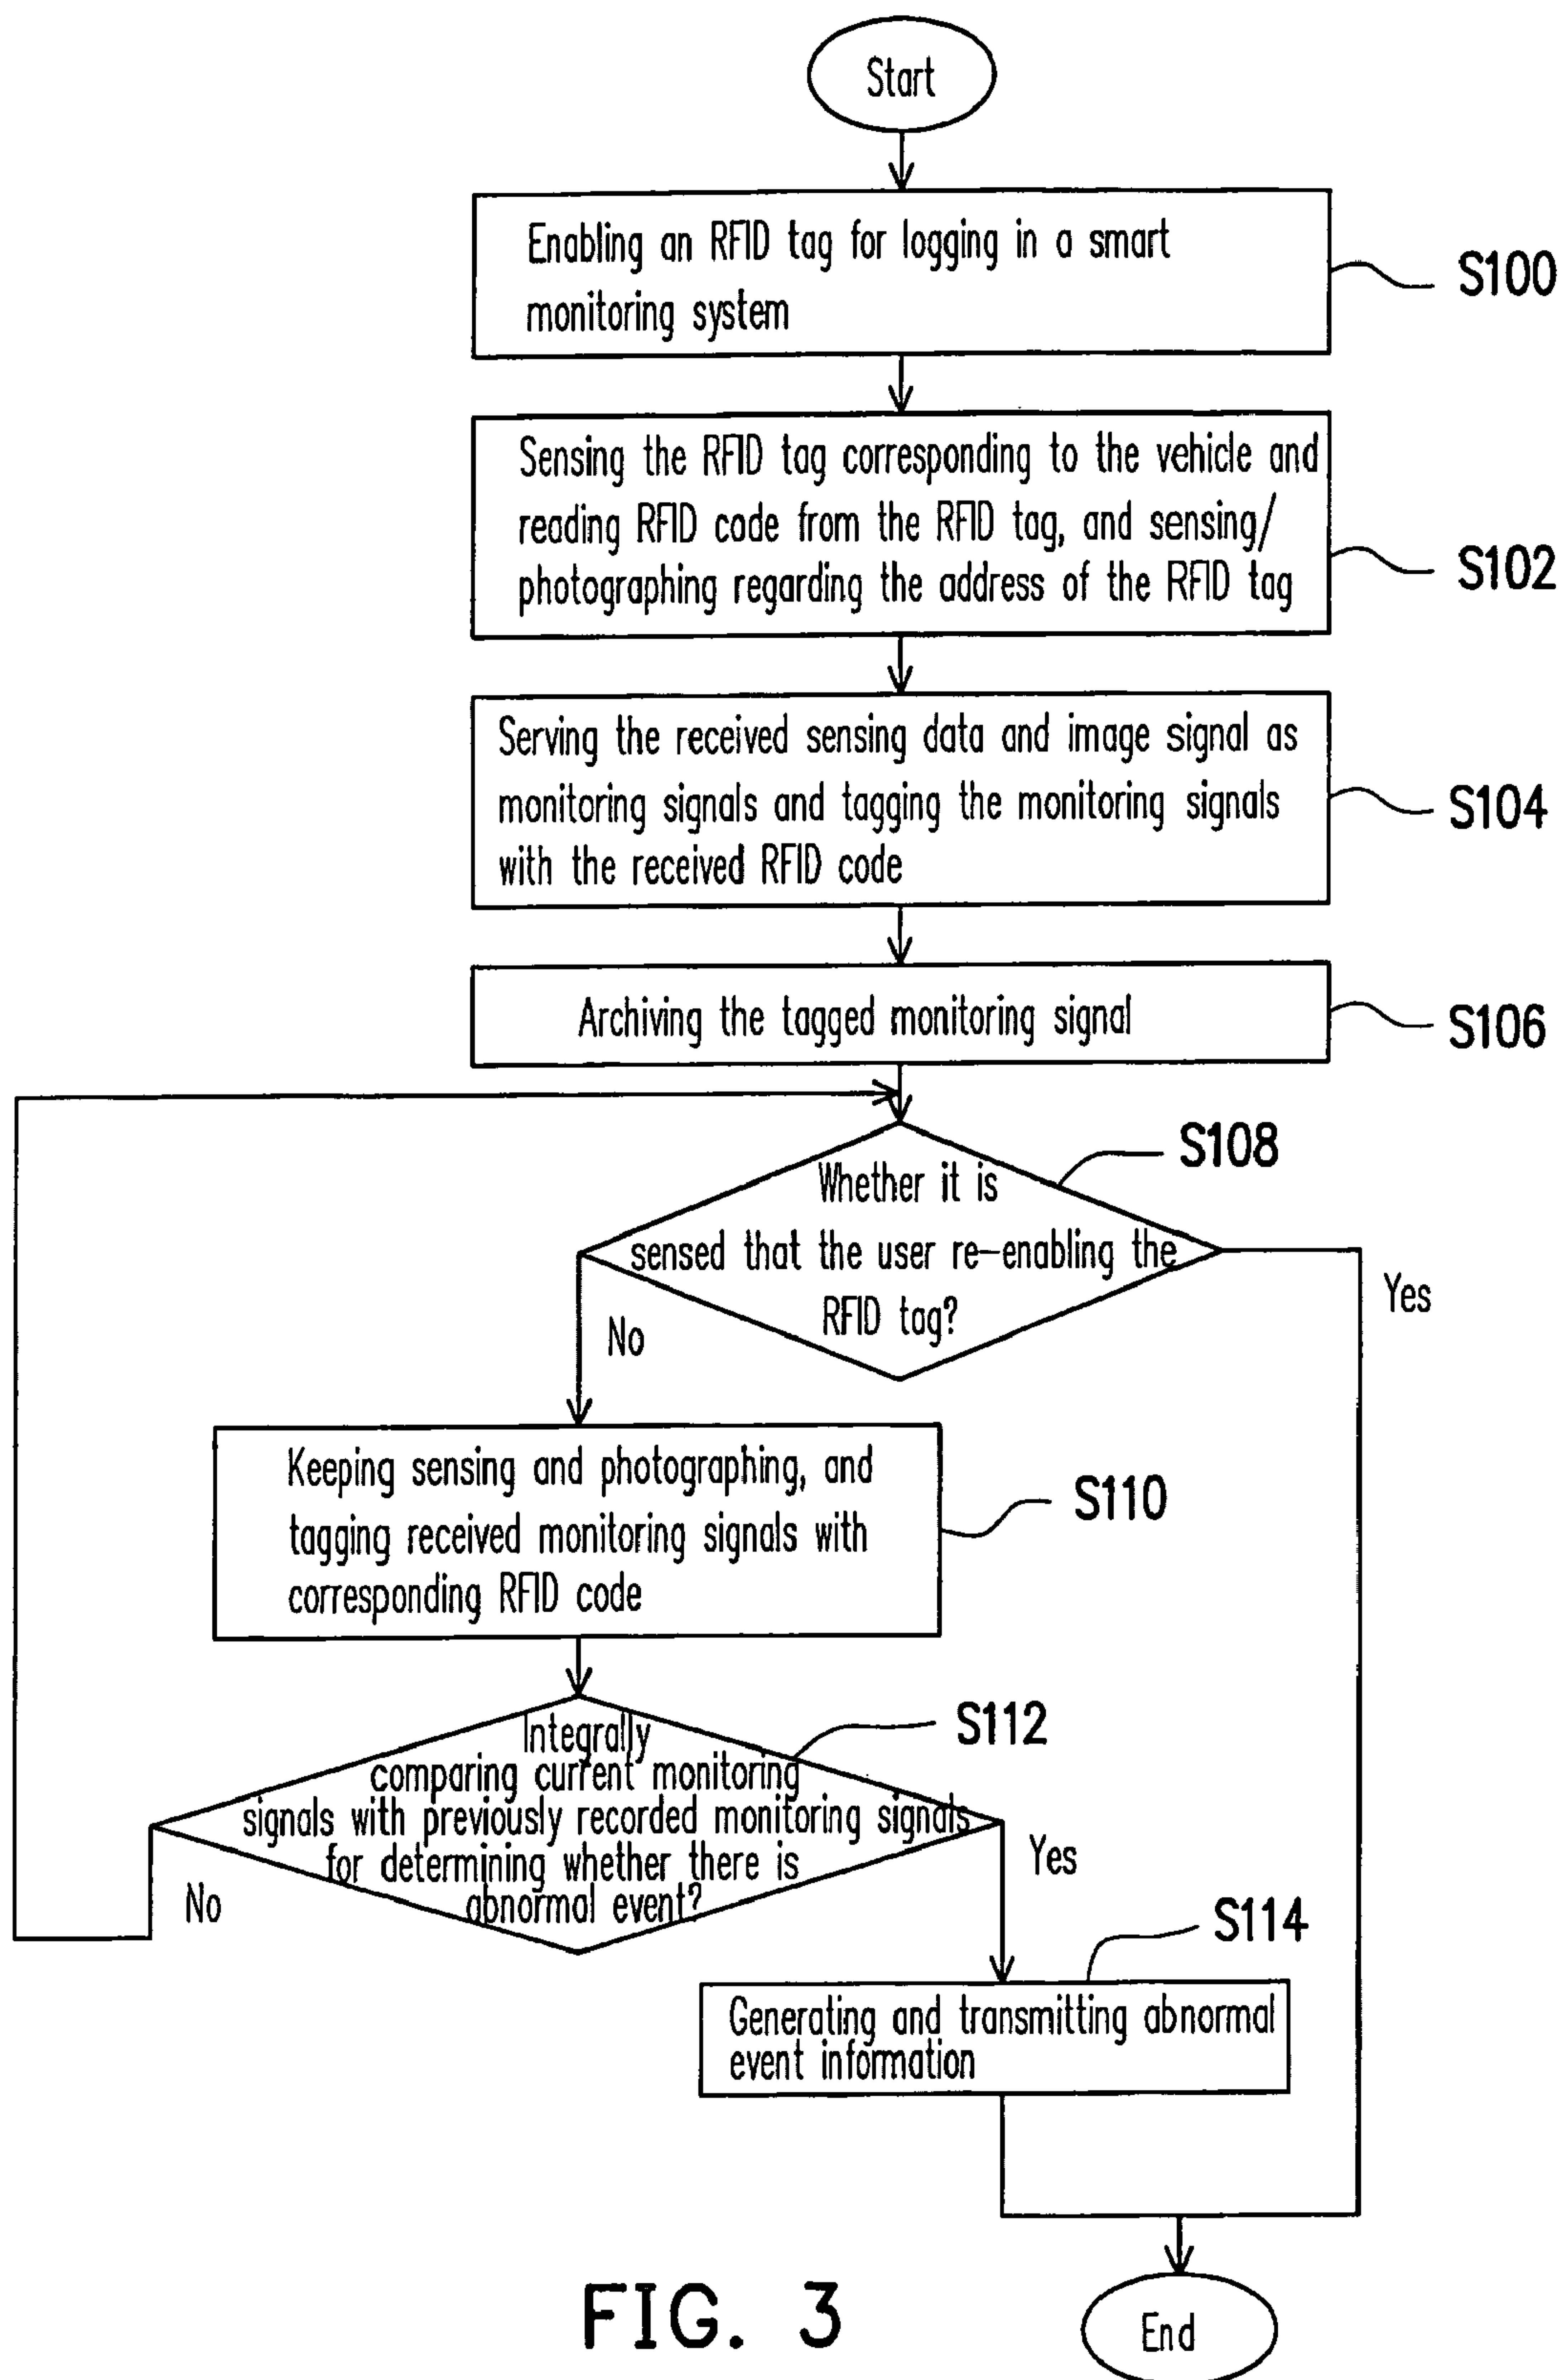 Start
Enabling an RFID tag for logging in a smart
monitoring system
S100
Sensing the RFID tag corresponding to the vehicle and
reading RFID code from the RFID tag, and sensing/
photographing regarding the address of the RFID tag
S102
Serving the received sensing data and image signal as
monitoring signals and tagging the monitoring signals
with the received RFID code
S104
Archiving the tagged monitoring signal
S106
S108
Whether it is
sensed that the user re-enabling the
RFID tag?
Yes
No
Keeping sensing and photographing, and
tagging received monitoring signals with
corresponding RFID code
S110
S112
Integrally
comparing current monitoring
signals with previously recorded monitoring signals
for determining whether there is
abnormal event?
Yes
No
S114
Generating and transmitting abnormal
event information
FIG. 3
End